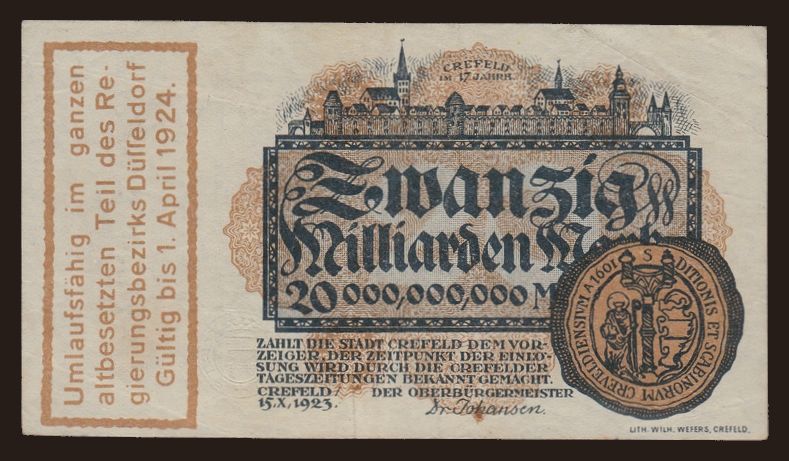 Umlaufsfähig im ganzen
altbesetzten Teil des Re-
gierungsbezirks Düsseldorf
Gültig bis 1. April 1924.
CREFELD
IM 17 JAHRH.
Zwanzig
Milliarden Mark
20 000,000,000 M
ZAHLT DIE STADT CREFELD DEM VOR-
ZEIGER, DER ZEITPUNKT DER EINLÖ-
SUNG WIRD DURCH DIE CREFELDER
TAGESZEITUNGEN BEKANNT GEMACHT.
CREFELD/ DER OBERBÜRGERMEISTER
15.X.1923. Dr. Johansen.
S DITIONIS ET SCABINORVM CREVELDIENSIVM A 1601
LITH. WILH. WEFERS, CREFELD.